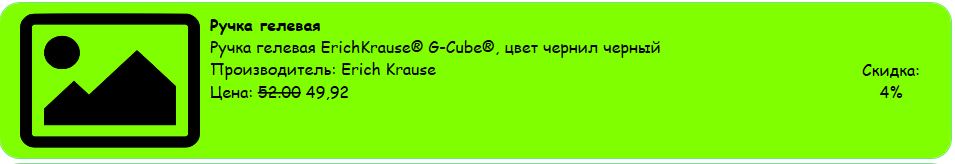 Ручка гелевая
Ручка гелевая ErichKrause® G-Cube®, цвет чернил черный
Производитель: Erich Krause
Цена: 52.00 49,92
Скидка:
4%